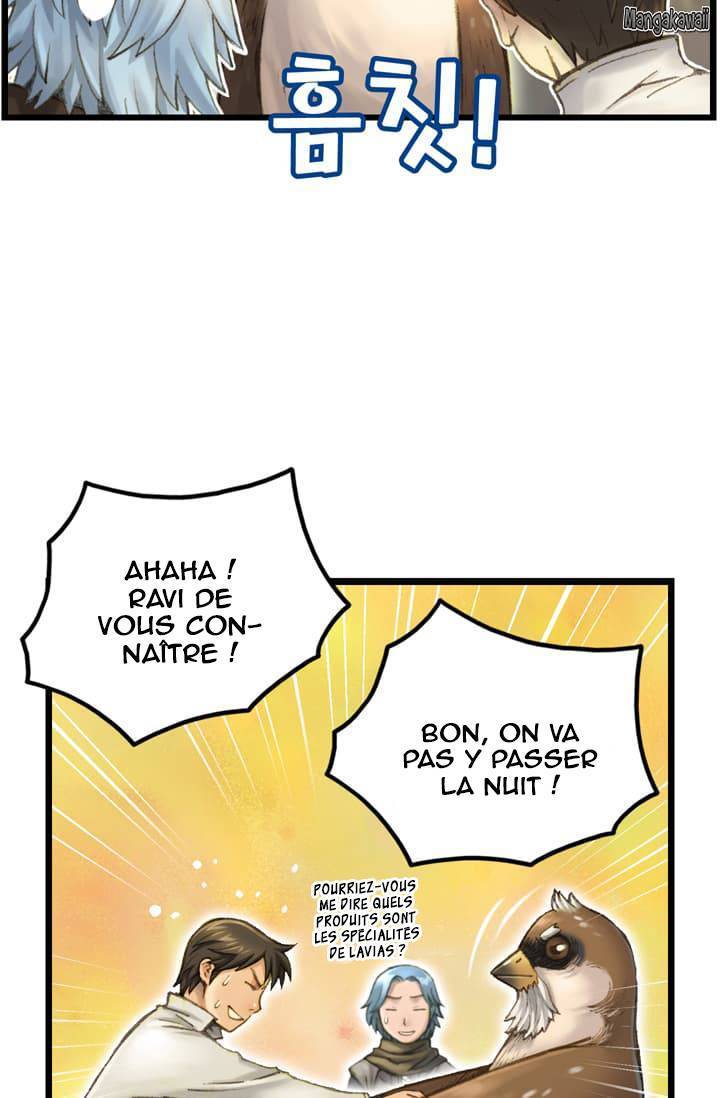 Mangakawaii
흠칫!
AHAHA !
RAVI DE
VOUS CON-
NAÎTRE !
BON, ON VA
PAS Y PASSER
LA NUIT !
POURRIEZ-VOUS
ME DIRE QUELS
PRODUITS SONT
LES SPÉCIALITÉS
DE LAVIAS ?